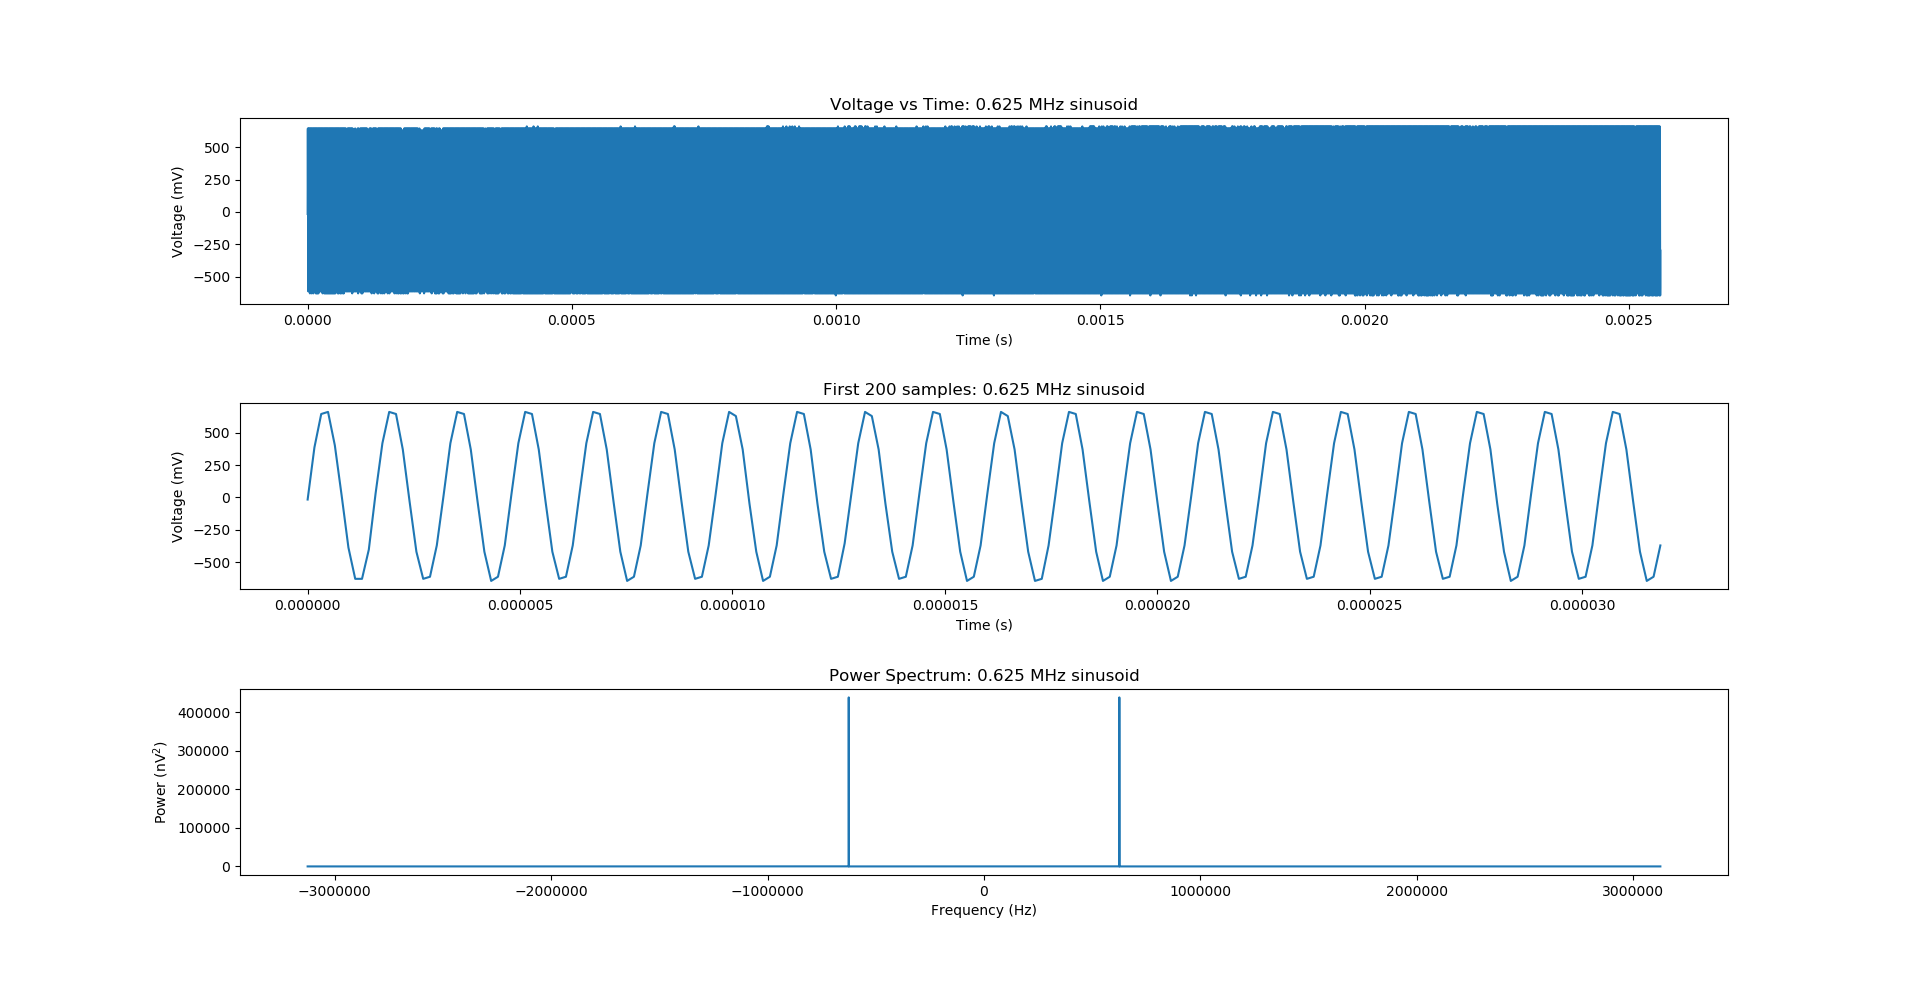 Voltage vs Time: 0.625 MHz sinusoid
Voltage (mV)
500
250
0
−250
−500
0.0000 0.0005 0.0010 0.0015 0.0020 0.0025
Time (s)
First 200 samples: 0.625 MHz sinusoid
Voltage (mV)
500
250
0
−250
−500
0.000000 0.000005 0.000010 0.000015 0.000020 0.000025 0.000030
Time (s)
Power Spectrum: 0.625 MHz sinusoid
Power (nV²)
400000
300000
200000
100000
0
−3000000 −2000000 −1000000 0 1000000 2000000 3000000
Frequency (Hz)